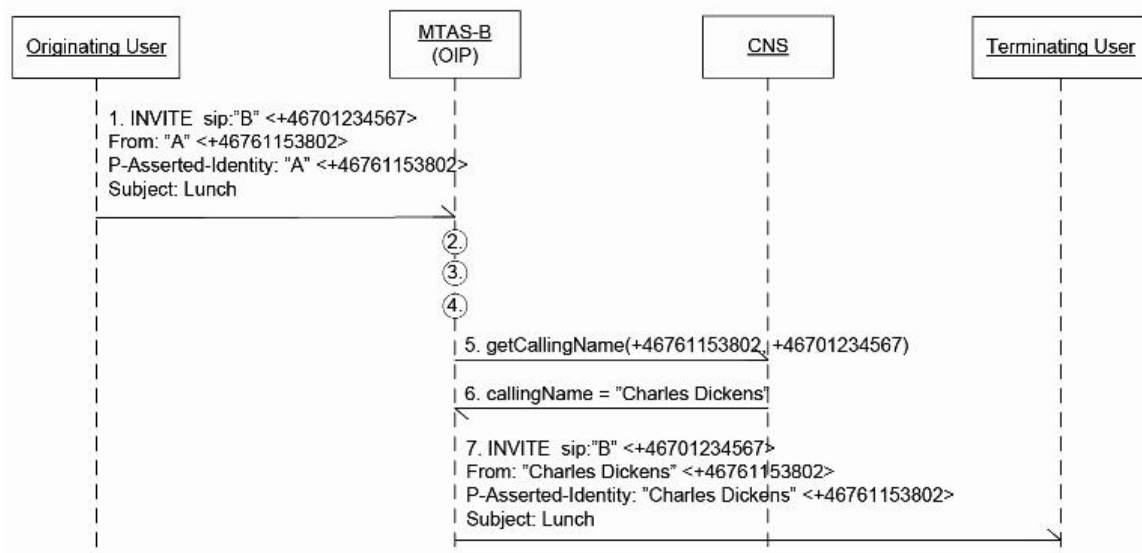 Originating User
MTAS-B
(OIP)
CNS
Terminating User
1. INVITE sip:"B" <+46701234567>
From: "A" <+46761153802>
P-Asserted-Identity: "A" <+46761153802>
Subject: Lunch
2.
3.
4.
5. getCallingName(+46761153802, +46701234567)
6. callingName = "Charles Dickens"
7. INVITE sip:"B" <+46701234567>
From: "Charles Dickens" <+46761153802>
P-Asserted-Identity: "Charles Dickens" <+46761153802>
Subject: Lunch